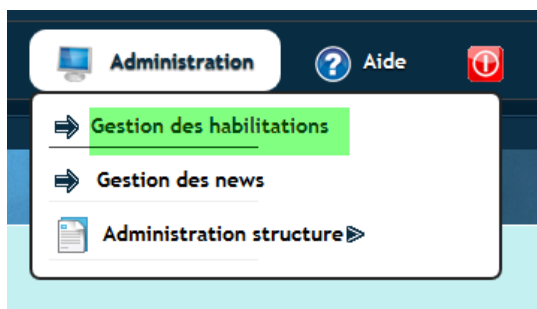 Administration Aide
Gestion des habilitations
Gestion des news
Administration structure